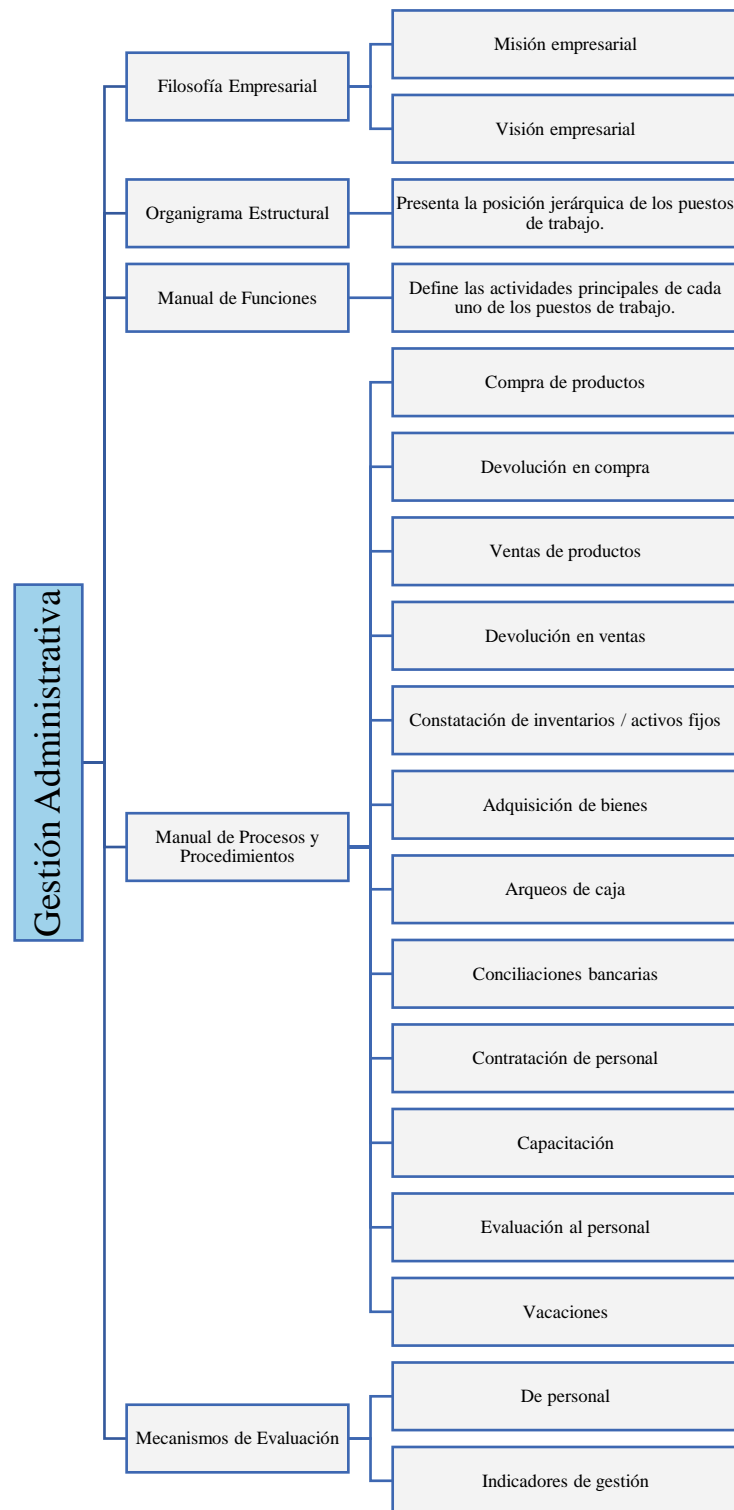 Gestión Administrativa
Filosofía Empresarial
Misión empresarial
Visión empresarial
Organigrama Estructural
Presenta la posición jerárquica de los puestos
de trabajo.
Manual de Funciones
Define las actividades principales de cada
uno de los puestos de trabajo.
Manual de Procesos y
Procedimientos
Compra de productos
Devolución en compra
Ventas de productos
Devolución en ventas
Constatación de inventarios / activos fijos
Adquisición de bienes
Arqueos de caja
Conciliaciones bancarias
Contratación de personal
Capacitación
Evaluación al personal
Vacaciones
Mecanismos de Evaluación
De personal
Indicadores de gestión